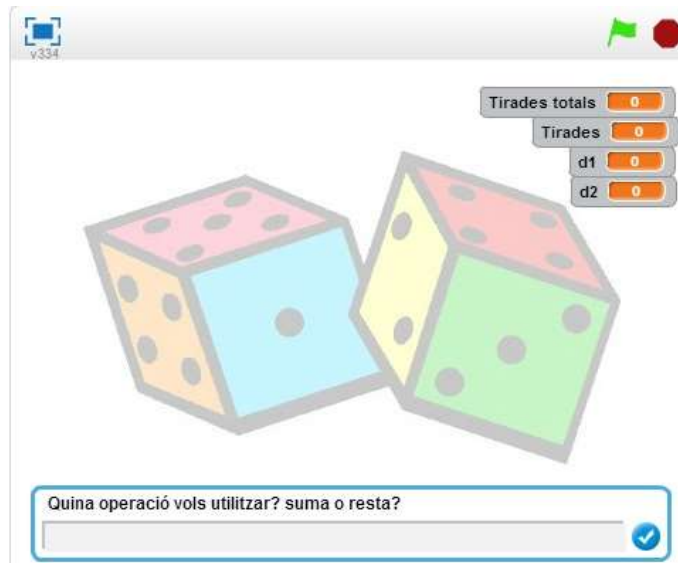 v334
Tirades totals 0
Tirades 0
d1 0
d2 0
Quina operació vols utilitzar? suma o resta?